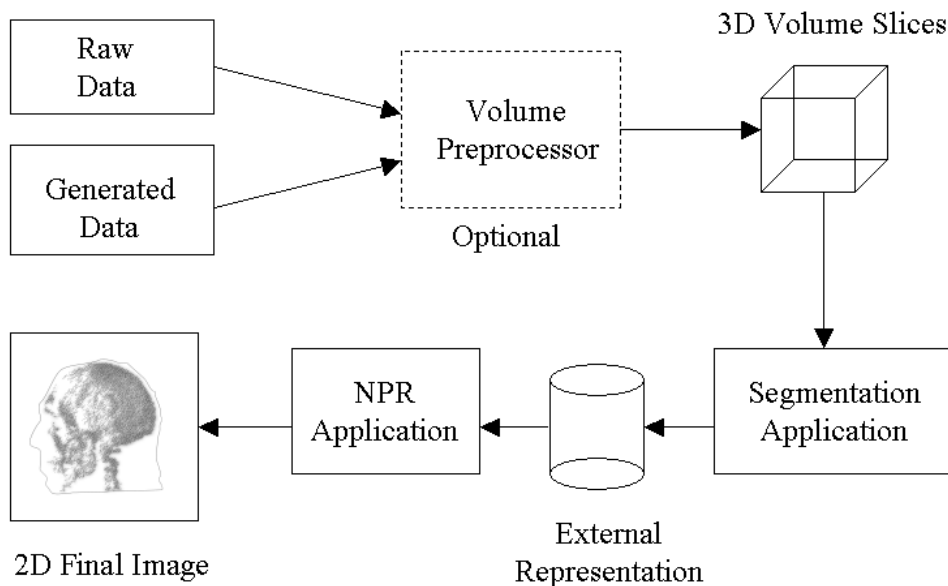 3D Volume Slices
Raw
Data
Volume
Preprocessor
Generated
Data
Optional
NPR
Application
Segmentation
Application
External
Representation
2D Final Image